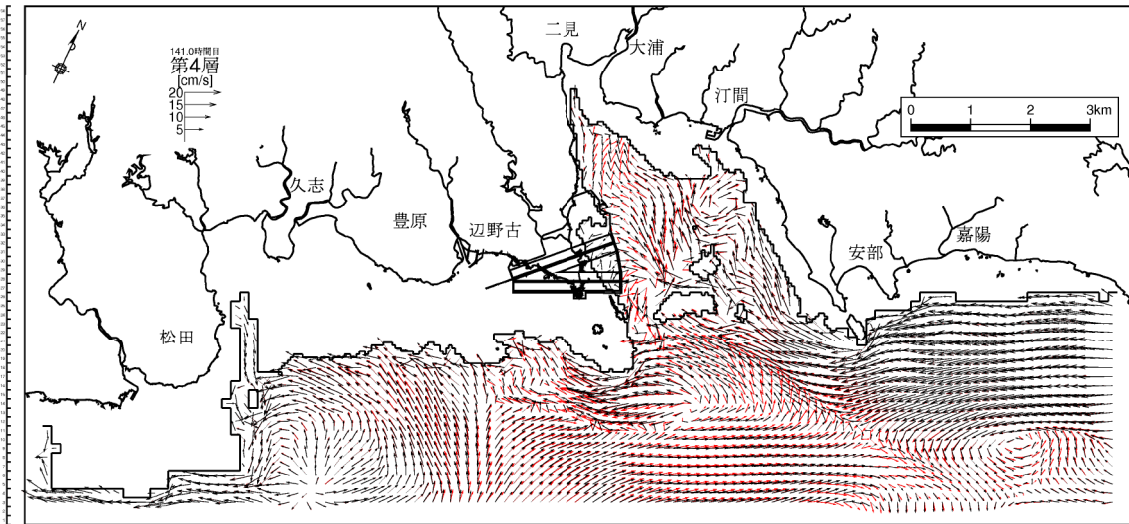 N
141.0時間目
第4層
[cm/s]
20
15
10
5
二見
大浦
汀間
0 1 2 3km
久志
豊原
辺野古
安部
嘉陽
松田